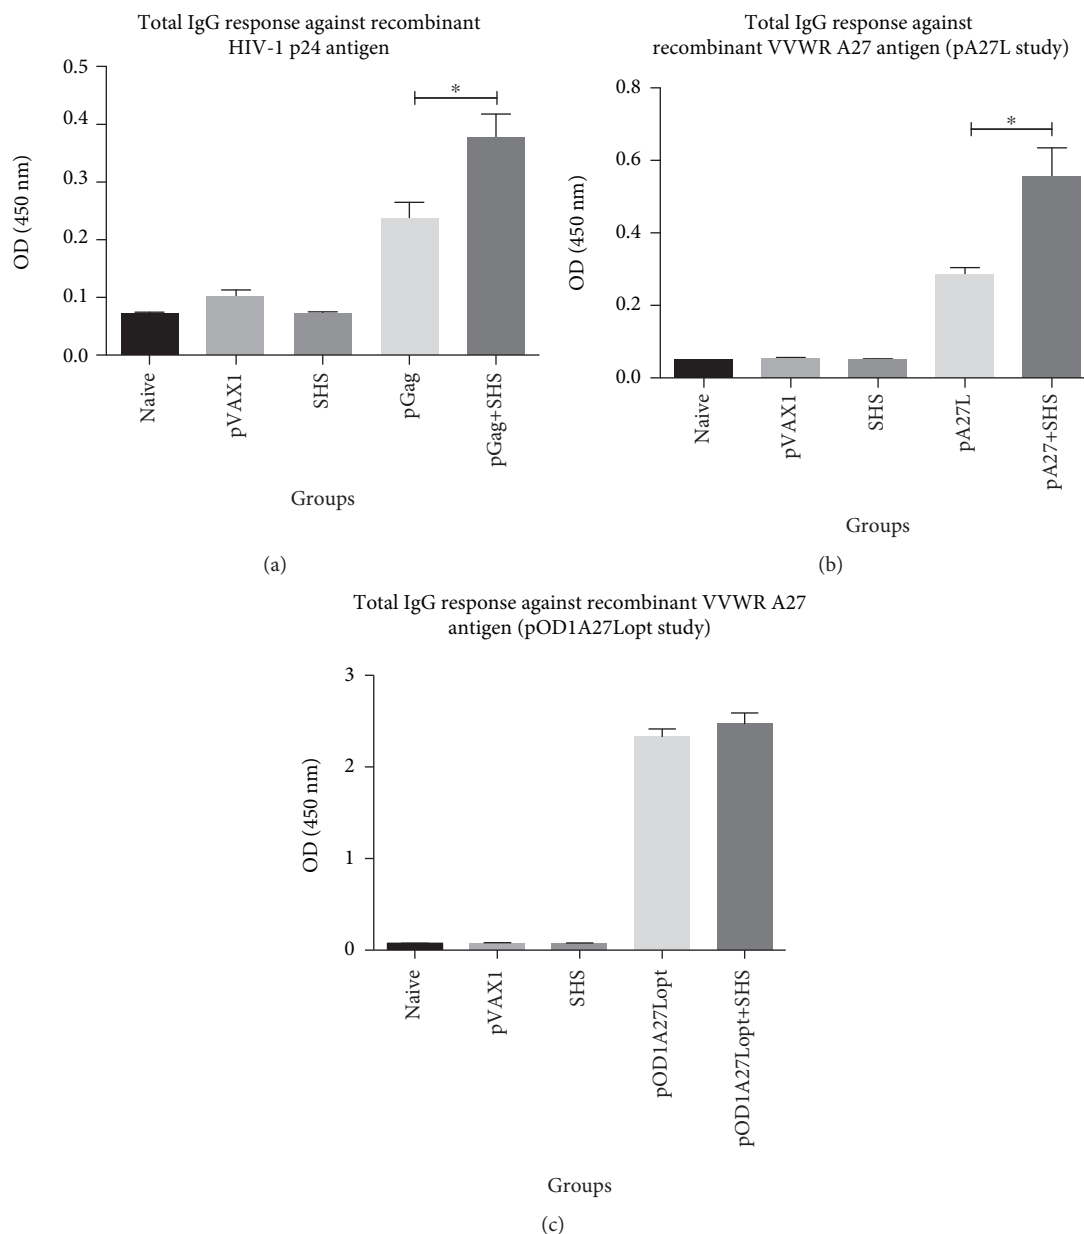 Total IgG response against recombinant
HIV-1 p24 antigen
0.5
0.4
0.3
0.2
0.1
0.0
OD (450 nm)
*
Naive
pVAX1
SHS
pGag
pGag+SHS
Groups
(a)
Total IgG response against
recombinant VVWR A27 antigen (pA27L study)
0.8
0.6
0.4
0.2
0.0
OD (450 nm)
*
Naive
pVAX1
SHS
pA27L
pA27+SHS
Groups
(b)
Total IgG response against recombinant VVWR A27
antigen (pOD1A27Lopt study)
3
2
1
0
OD (450 nm)
Naive
pVAX1
SHS
pOD1A27Lopt
pOD1A27Lopt+SHS
Groups
(c)